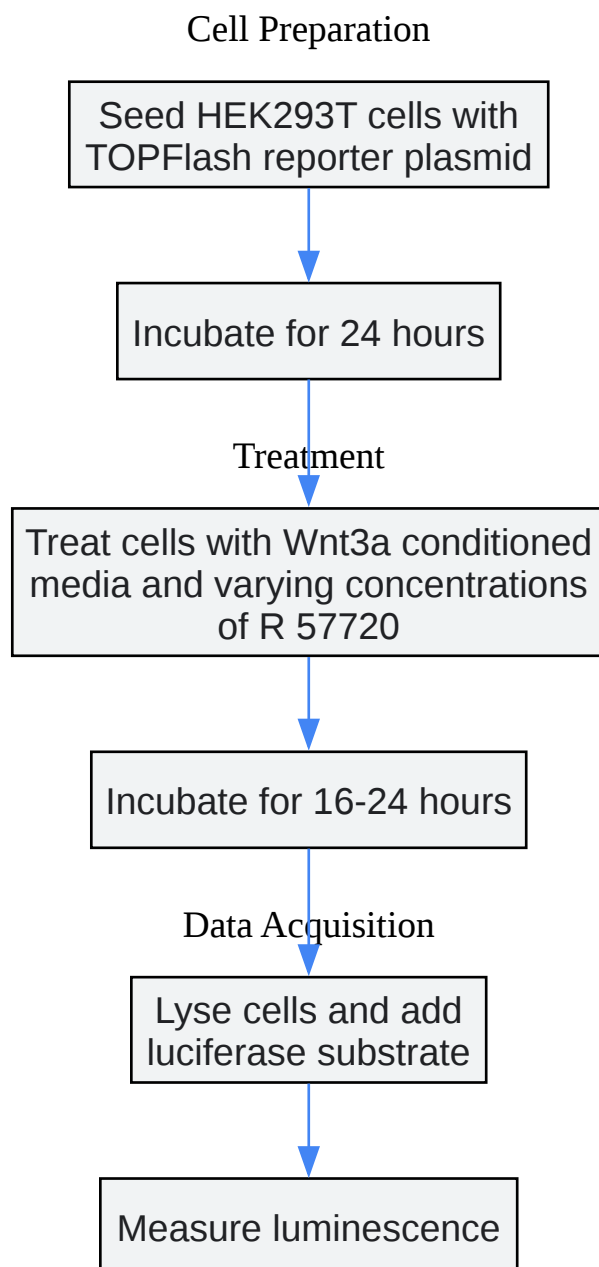 Cell Preparation
Seed HEK293T cells with
TOPFlash reporter plasmid
Incubate for 24 hours
Treatment
Treat cells with Wnt3a conditioned
media and varying concentrations
of R 57720
Incubate for 16-24 hours
Data Acquisition
Lyse cells and add
luciferase substrate
Measure luminescence